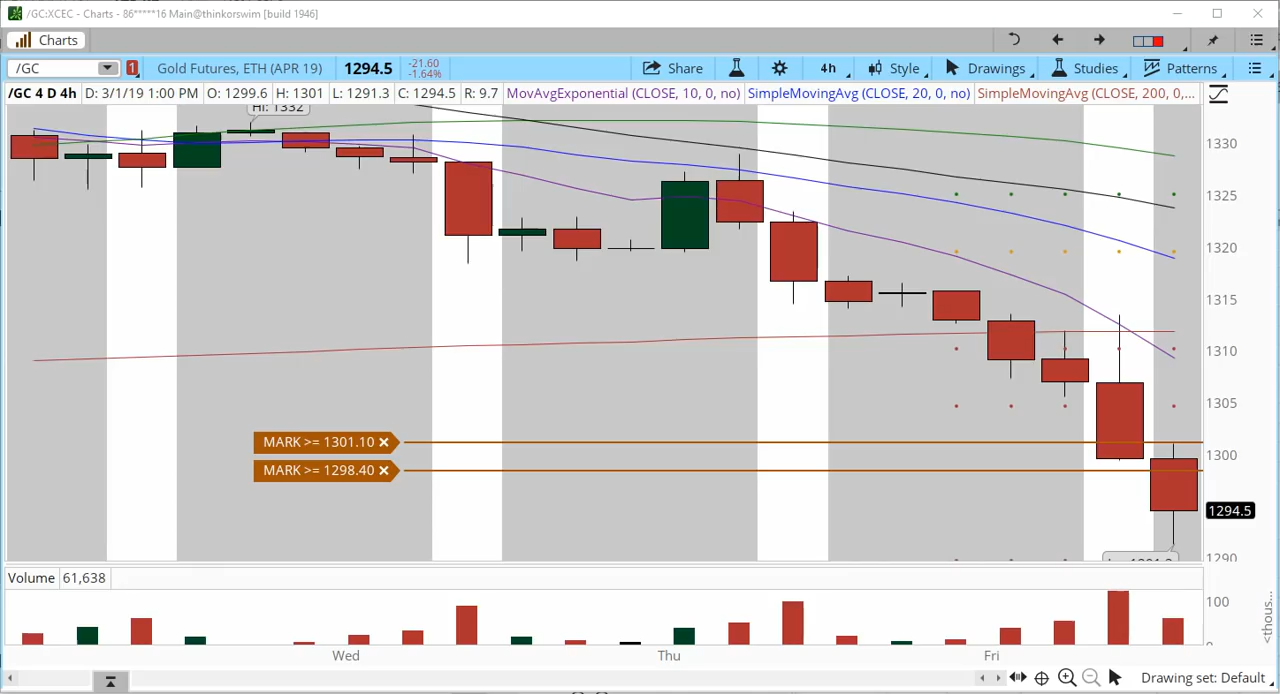 /GC:XCEC - Charts - 86*****16 Main@thinkorswim [build 1946]
Charts
/GC 1 Gold Futures, ETH (APR 19) 1294.5 -21.60 -1.64% Share 4h Style Drawings Studies Patterns
/GC 4 D 4h D: 3/1/19 1:00 PM O: 1299.6 H: 1301 L: 1291.3 C: 1294.5 R: 9.7 MovAvgExponential (CLOSE, 10, 0, no) SimpleMovingAvg (CLOSE, 20, 0, no) SimpleMovingAvg (CLOSE, 200, 0,...
Hi: 1332
1330
1325
1320
1315
1310
1305
MARK >= 1301.10 ×
1300
MARK >= 1298.40 ×
1294.5
1290
Volume 61,638
100
<thous...
Wed Thu Fri
Drawing set: Default